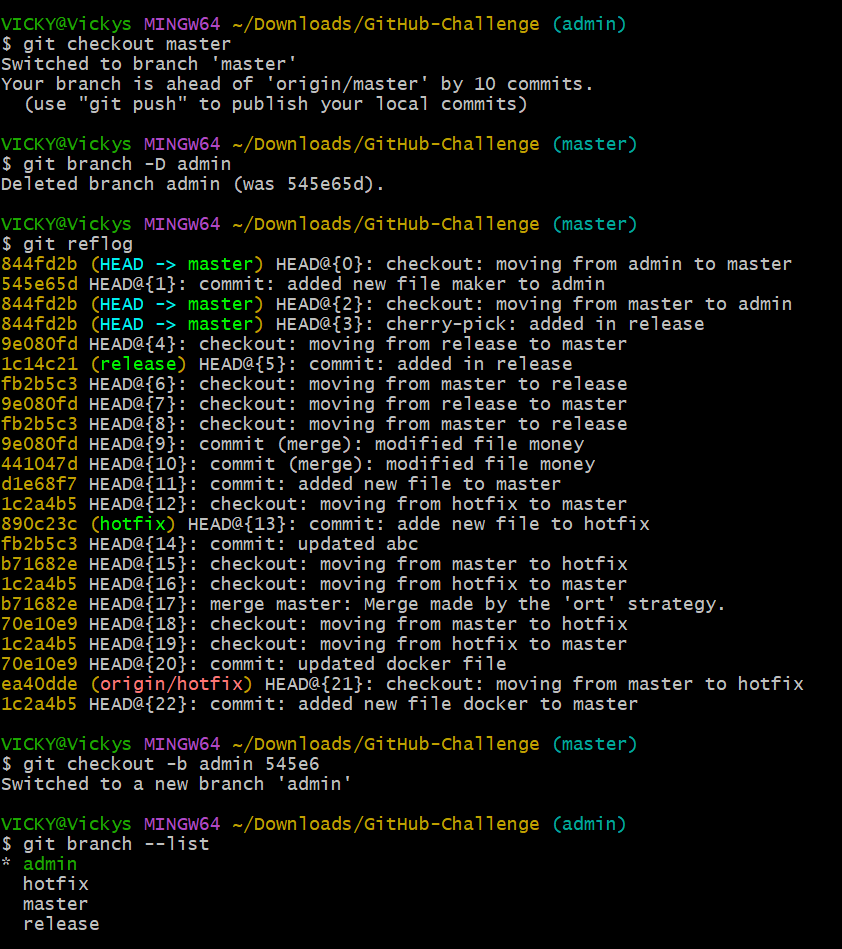 VICKY@Vickys MINGW64 ~/Downloads/GitHub-Challenge (admin)
$ git checkout master
Switched to branch 'master'
Your branch is ahead of 'origin/master' by 10 commits.
  (use "git push" to publish your local commits)

VICKY@Vickys MINGW64 ~/Downloads/GitHub-Challenge (master)
$ git branch -D admin
Deleted branch admin (was 545e65d).

VICKY@Vickys MINGW64 ~/Downloads/GitHub-Challenge (master)
$ git reflog
844fd2b (HEAD -> master) HEAD@{0}: checkout: moving from admin to master
545e65d HEAD@{1}: commit: added new file maker to admin
844fd2b (HEAD -> master) HEAD@{2}: checkout: moving from master to admin
844fd2b (HEAD -> master) HEAD@{3}: cherry-pick: added in release
9e080fd HEAD@{4}: checkout: moving from release to master
1c14c21 (release) HEAD@{5}: commit: added in release
fb2b5c3 HEAD@{6}: checkout: moving from master to release
9e080fd HEAD@{7}: checkout: moving from release to master
fb2b5c3 HEAD@{8}: checkout: moving from master to release
9e080fd HEAD@{9}: commit (merge): modified file money
441047d HEAD@{10}: commit (merge): modified file money
d1e68f7 HEAD@{11}: commit: added new file to master
1c2a4b5 HEAD@{12}: checkout: moving from hotfix to master
890c23c (hotfix) HEAD@{13}: commit: adde new file to hotfix
fb2b5c3 HEAD@{14}: commit: updated abc
b71682e HEAD@{15}: checkout: moving from master to hotfix
1c2a4b5 HEAD@{16}: checkout: moving from hotfix to master
b71682e HEAD@{17}: merge master: Merge made by the 'ort' strategy.
70e10e9 HEAD@{18}: checkout: moving from master to hotfix
1c2a4b5 HEAD@{19}: checkout: moving from hotfix to master
70e10e9 HEAD@{20}: commit: updated docker file
ea40dde (origin/hotfix) HEAD@{21}: checkout: moving from master to hotfix
1c2a4b5 HEAD@{22}: commit: added new file docker to master

VICKY@Vickys MINGW64 ~/Downloads/GitHub-Challenge (master)
$ git checkout -b admin 545e6
Switched to a new branch 'admin'

VICKY@Vickys MINGW64 ~/Downloads/GitHub-Challenge (admin)
$ git branch --list
* admin
  hotfix
  master
  release